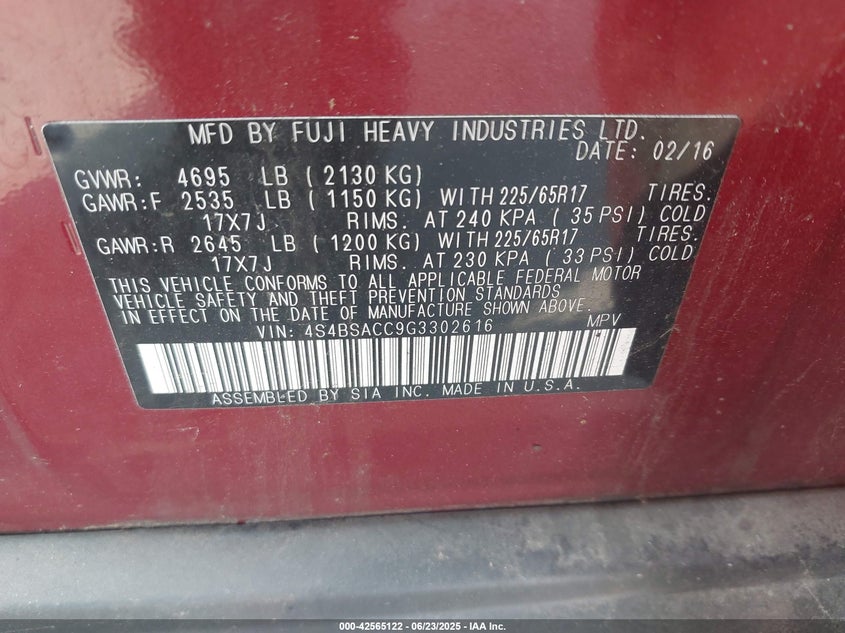 MFD BY FUJI HEAVY INDUSTRIES LTD.
DATE: 02/16
GVWR: 4695 LB ( 2130 KG)
GAWR:F 2535 LB ( 1150 KG) WITH 225/65R17 TIRES.
17X7J RIMS. AT 240 KPA ( 35 PSI) COLD
GAWR:R 2645 LB ( 1200 KG) WITH 225/65R17 TIRES.
17X7J RIMS. AT 230 KPA ( 33 PSI) COLD
THIS VEHICLE CONFORMS TO ALL APPLICABLE FEDERAL MOTOR
VEHICLE SAFETY AND THEFT PREVENTION STANDARDS
IN EFFECT ON THE DATE OF MANUFACTURE SHOWN ABOVE.
VIN: 4S4BSACC9G3302616 MPV
ASSEMBLED BY SIA INC. MADE IN U.S.A.
000-42565122 - 06/23/2025 - IAA Inc.